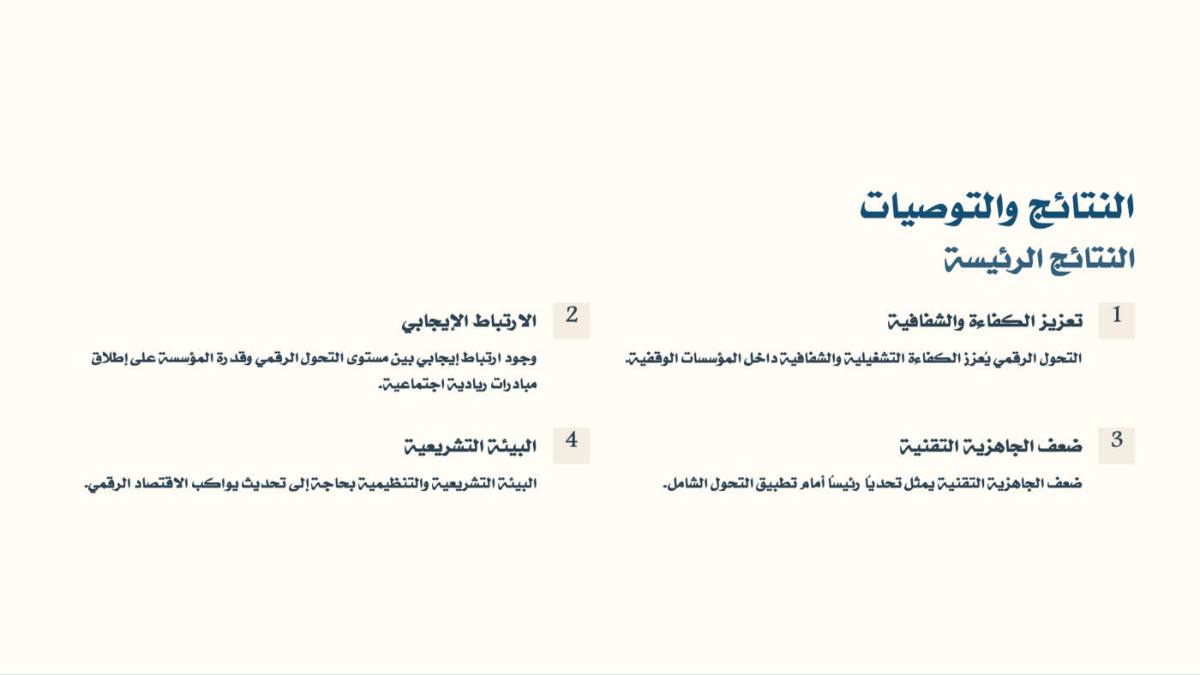 النتائج والتوصيات
النتائج الرئيسة
1
تعزيز الكفاءة والشفافية
التحول الرقمي يُعزز الكفاءة التشغيلية والشفافية داخل المؤسسات الوقفية.
2
الارتباط الإيجابي
وجود ارتباط إيجابي بين مستوى التحول الرقمي وقدرة المؤسسة على إطلاق
مبادرات ريادية اجتماعية.
3
ضعف الجاهزية التقنية
ضعف الجاهزية التقنية يمثل تحديًا رئيسًا أمام تطبيق التحول الشامل.
4
البيئة التشريعية
البيئة التشريعية والتنظيمية بحاجة إلى تحديث يواكب الاقتصاد الرقمي.